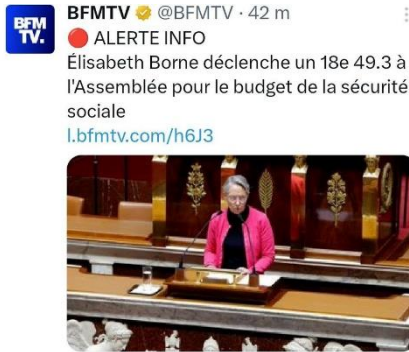 BFM
TV.
BFMTV @BFMTV · 42 m
ALERTE INFO
Élisabeth Borne déclenche un 18e 49.3 à
l'Assemblée pour le budget de la sécurité
sociale
l.bfmtv.com/h6J3